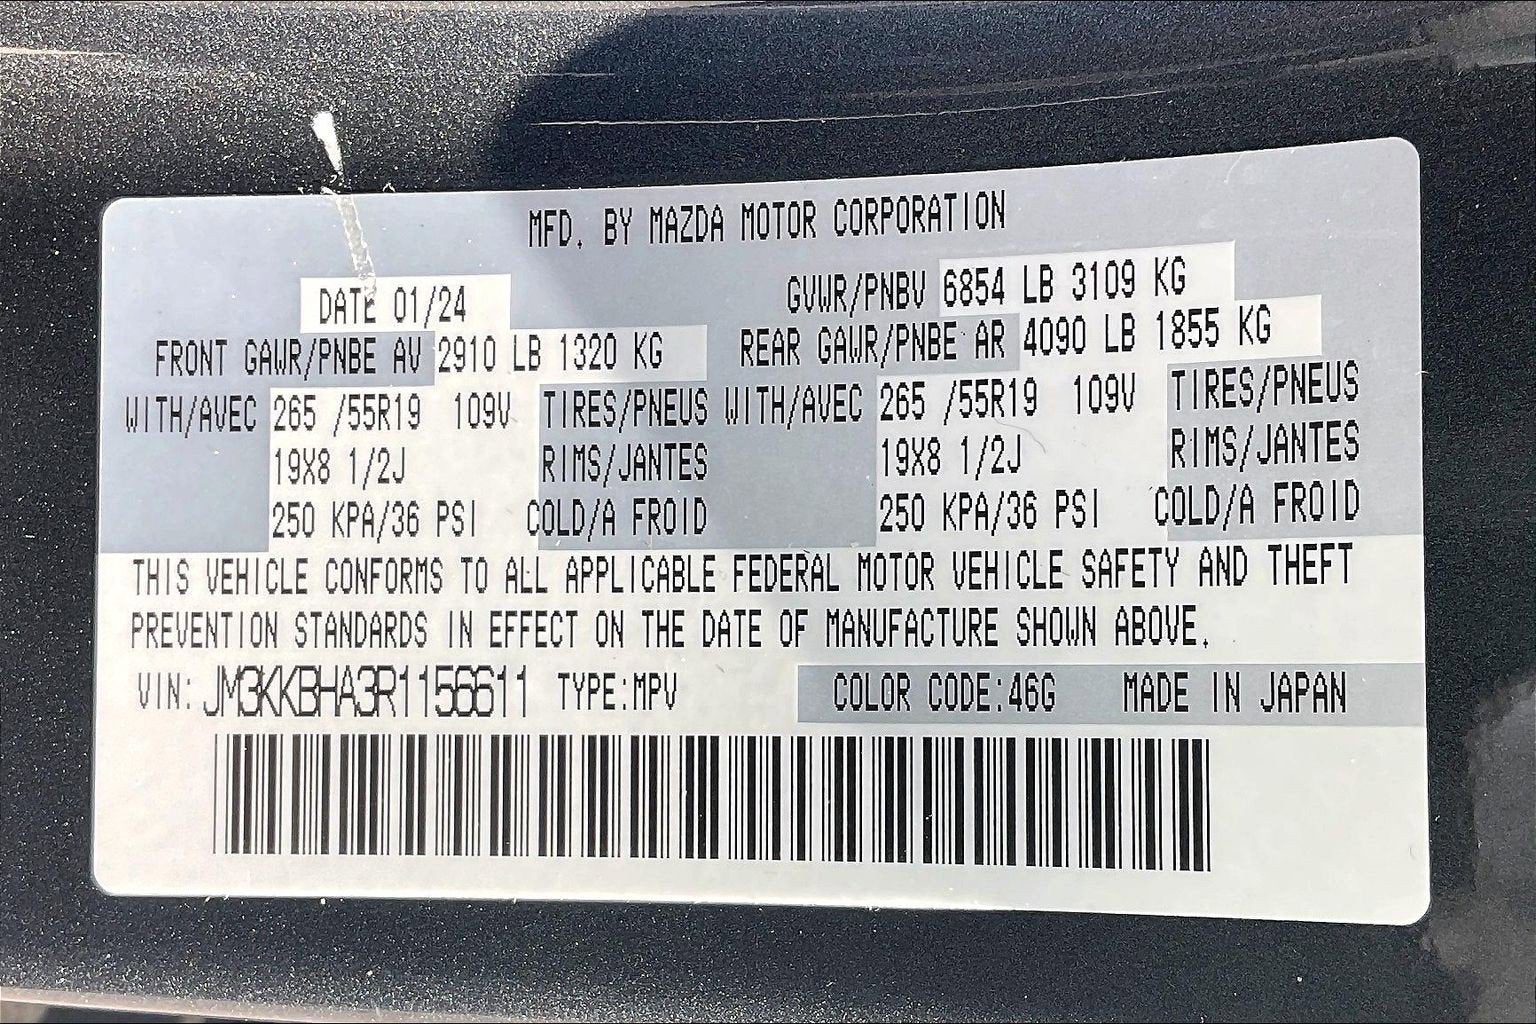 MFD. BY MAZDA MOTOR CORPORATION
DATE 01/24 GVWR/PNBV 6854 LB 3109 KG
FRONT GAWR/PNBE AV 2910 LB 1320 KG REAR GAWR/PNBE AR 4090 LB 1855 KG
WITH/AVEC 265 /55R19 109V TIRES/PNEUS WITH/AVEC 265 /55R19 109V TIRES/PNEUS
19X8 1/2J RIMS/JANTES 19X8 1/2J RIMS/JANTES
250 KPA/36 PSI COLD/A FROID 250 KPA/36 PSI COLD/A FROID
THIS VEHICLE CONFORMS TO ALL APPLICABLE FEDERAL MOTOR VEHICLE SAFETY AND THEFT
PREVENTION STANDARDS IN EFFECT ON THE DATE OF MANUFACTURE SHOWN ABOVE.
VIN: JM3KKBHA3R1156611 TYPE:MPV COLOR CODE:46G MADE IN JAPAN